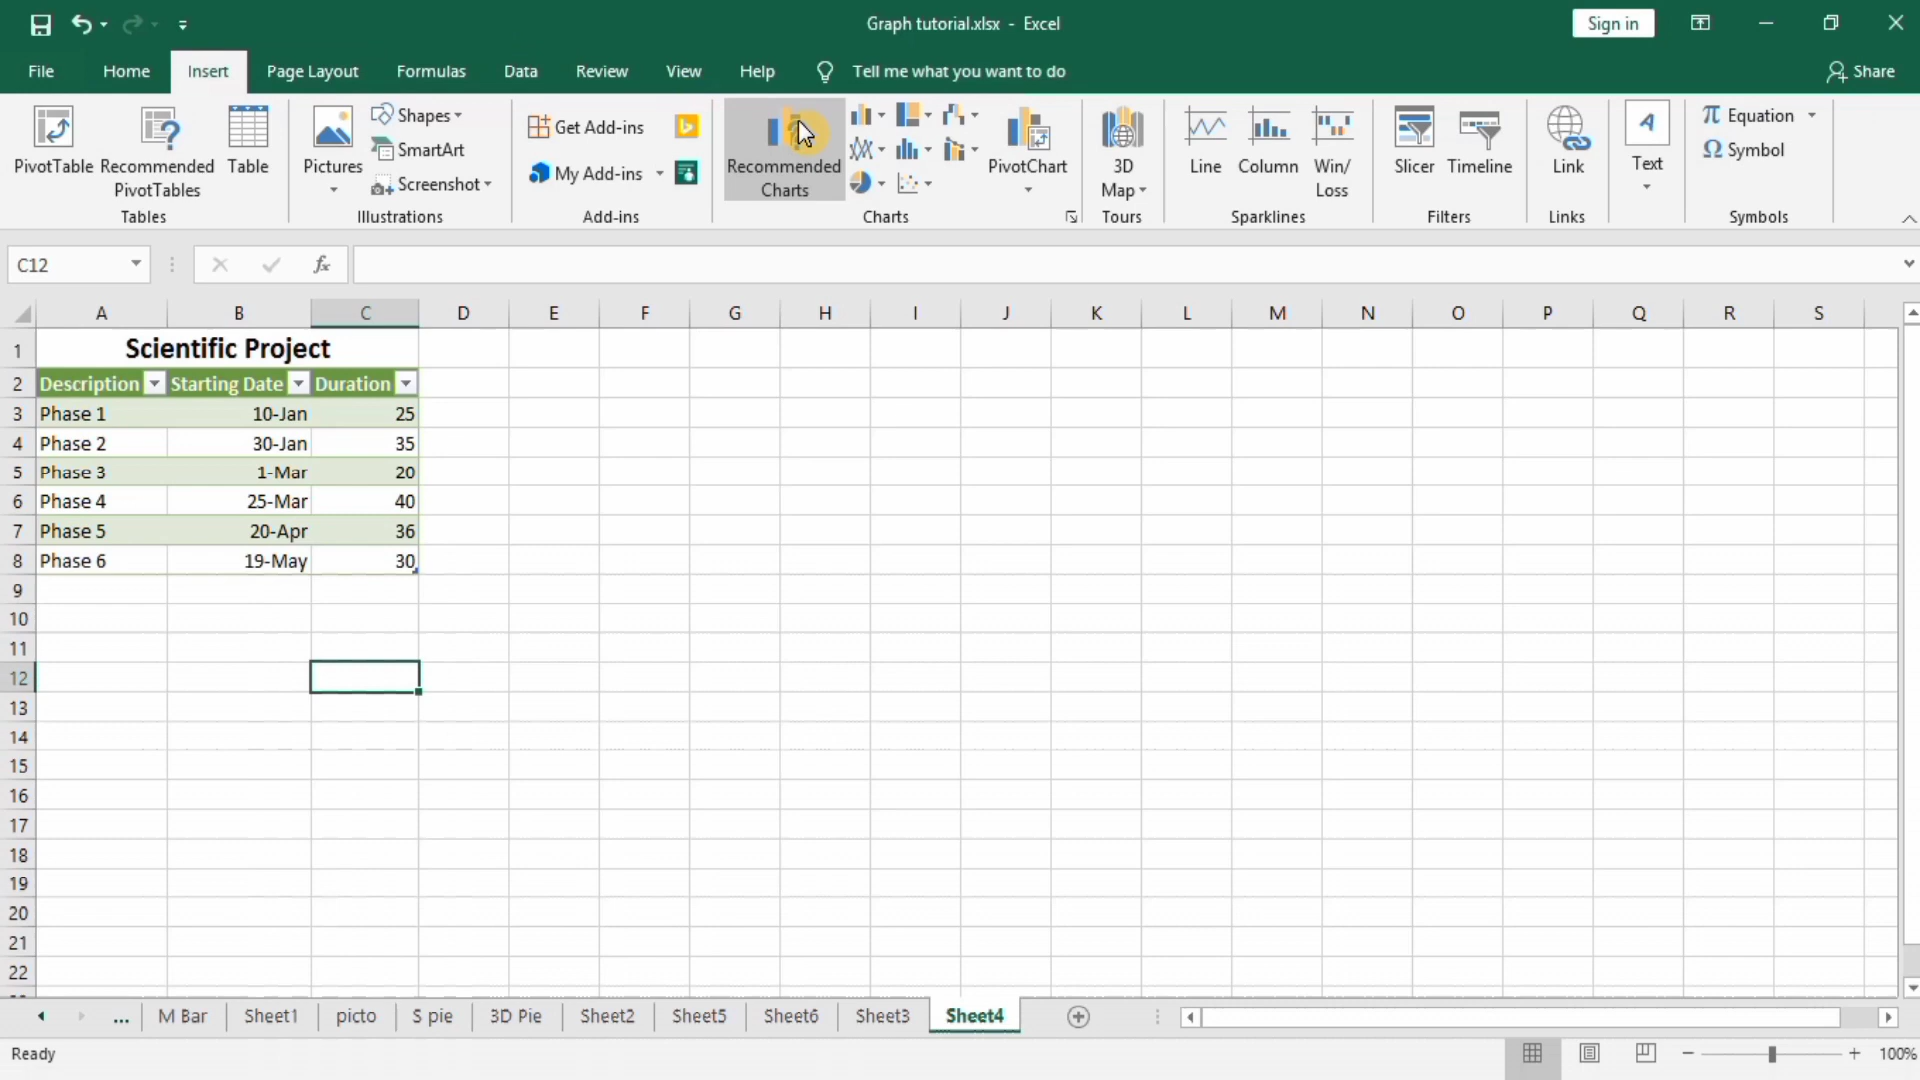 Graph tutorial.xlsx - Excel
Sign in
File Home Insert Page Layout Formulas Data Review View Help Tell me what you want to do Share
PivotTable Recommended PivotTables Table
Tables
Pictures Shapes SmartArt Screenshot
Illustrations
Get Add-ins
My Add-ins
Add-ins
Recommended Charts
PivotChart
Charts
3D Map
Tours
Line Column Win/Loss
Sparklines
Slicer Timeline
Filters
Link
Links
Text
π Equation
Ω Symbol
Symbols
C12
fx
A B C D E F G H I J K L M N O P Q R S
1 Scientific Project
2 Description Starting Date Duration
3 Phase 1 10-Jan 25
4 Phase 2 30-Jan 35
5 Phase 3 1-Mar 20
6 Phase 4 25-Mar 40
7 Phase 5 20-Apr 36
8 Phase 6 19-May 30
9
10
11
12
13
14
15
16
17
18
19
20
21
22
... M Bar Sheet1 picto S pie 3D Pie Sheet2 Sheet5 Sheet6 Sheet3 Sheet4
Ready
100%